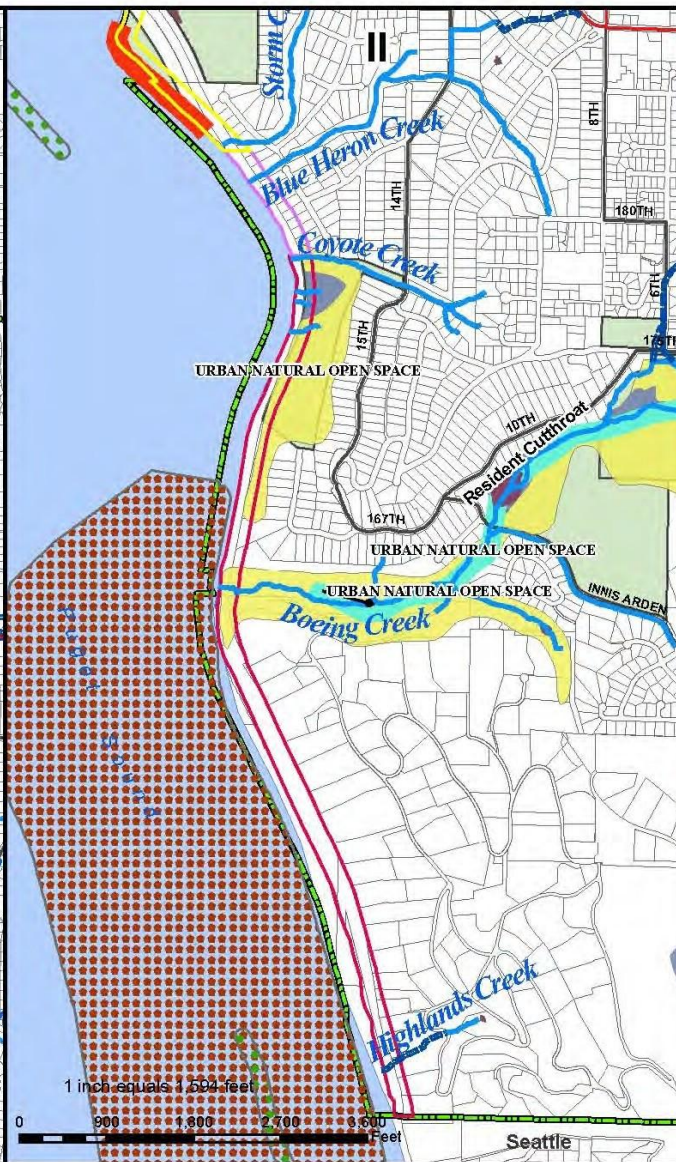 II
Storm C
8TH
Blue Heron Creek
14TH
180TH
Coyote Creek
6TH
15TH
175TH
URBAN NATURAL OPEN SPACE
10TH
Resident Cutthroat
167TH
URBAN NATURAL OPEN SPACE
URBAN NATURAL OPEN SPACE
INNIS ARDEN
Boeing Creek
Puget Sound
Highlands Creek
1 inch equals 1,594 feet
0 900 1,800 2,700 3,600
Feet
Seattle